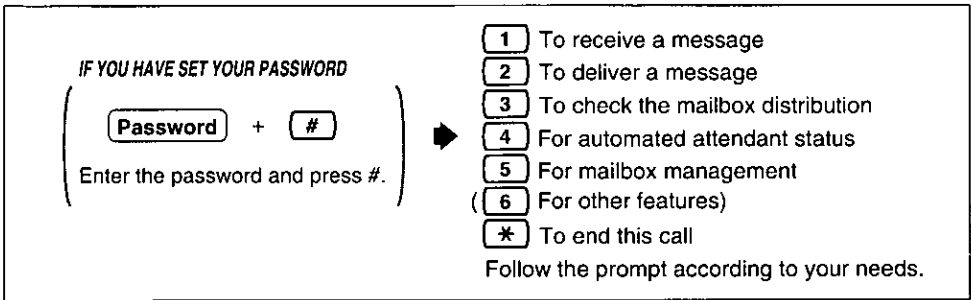 IF YOU HAVE SET YOUR PASSWORD
Password + #
Enter the password and press #.
1 To receive a message
2 To deliver a message
3 To check the mailbox distribution
4 For automated attendant status
5 For mailbox management
( 6 For other features)
* To end this call
Follow the prompt according to your needs.